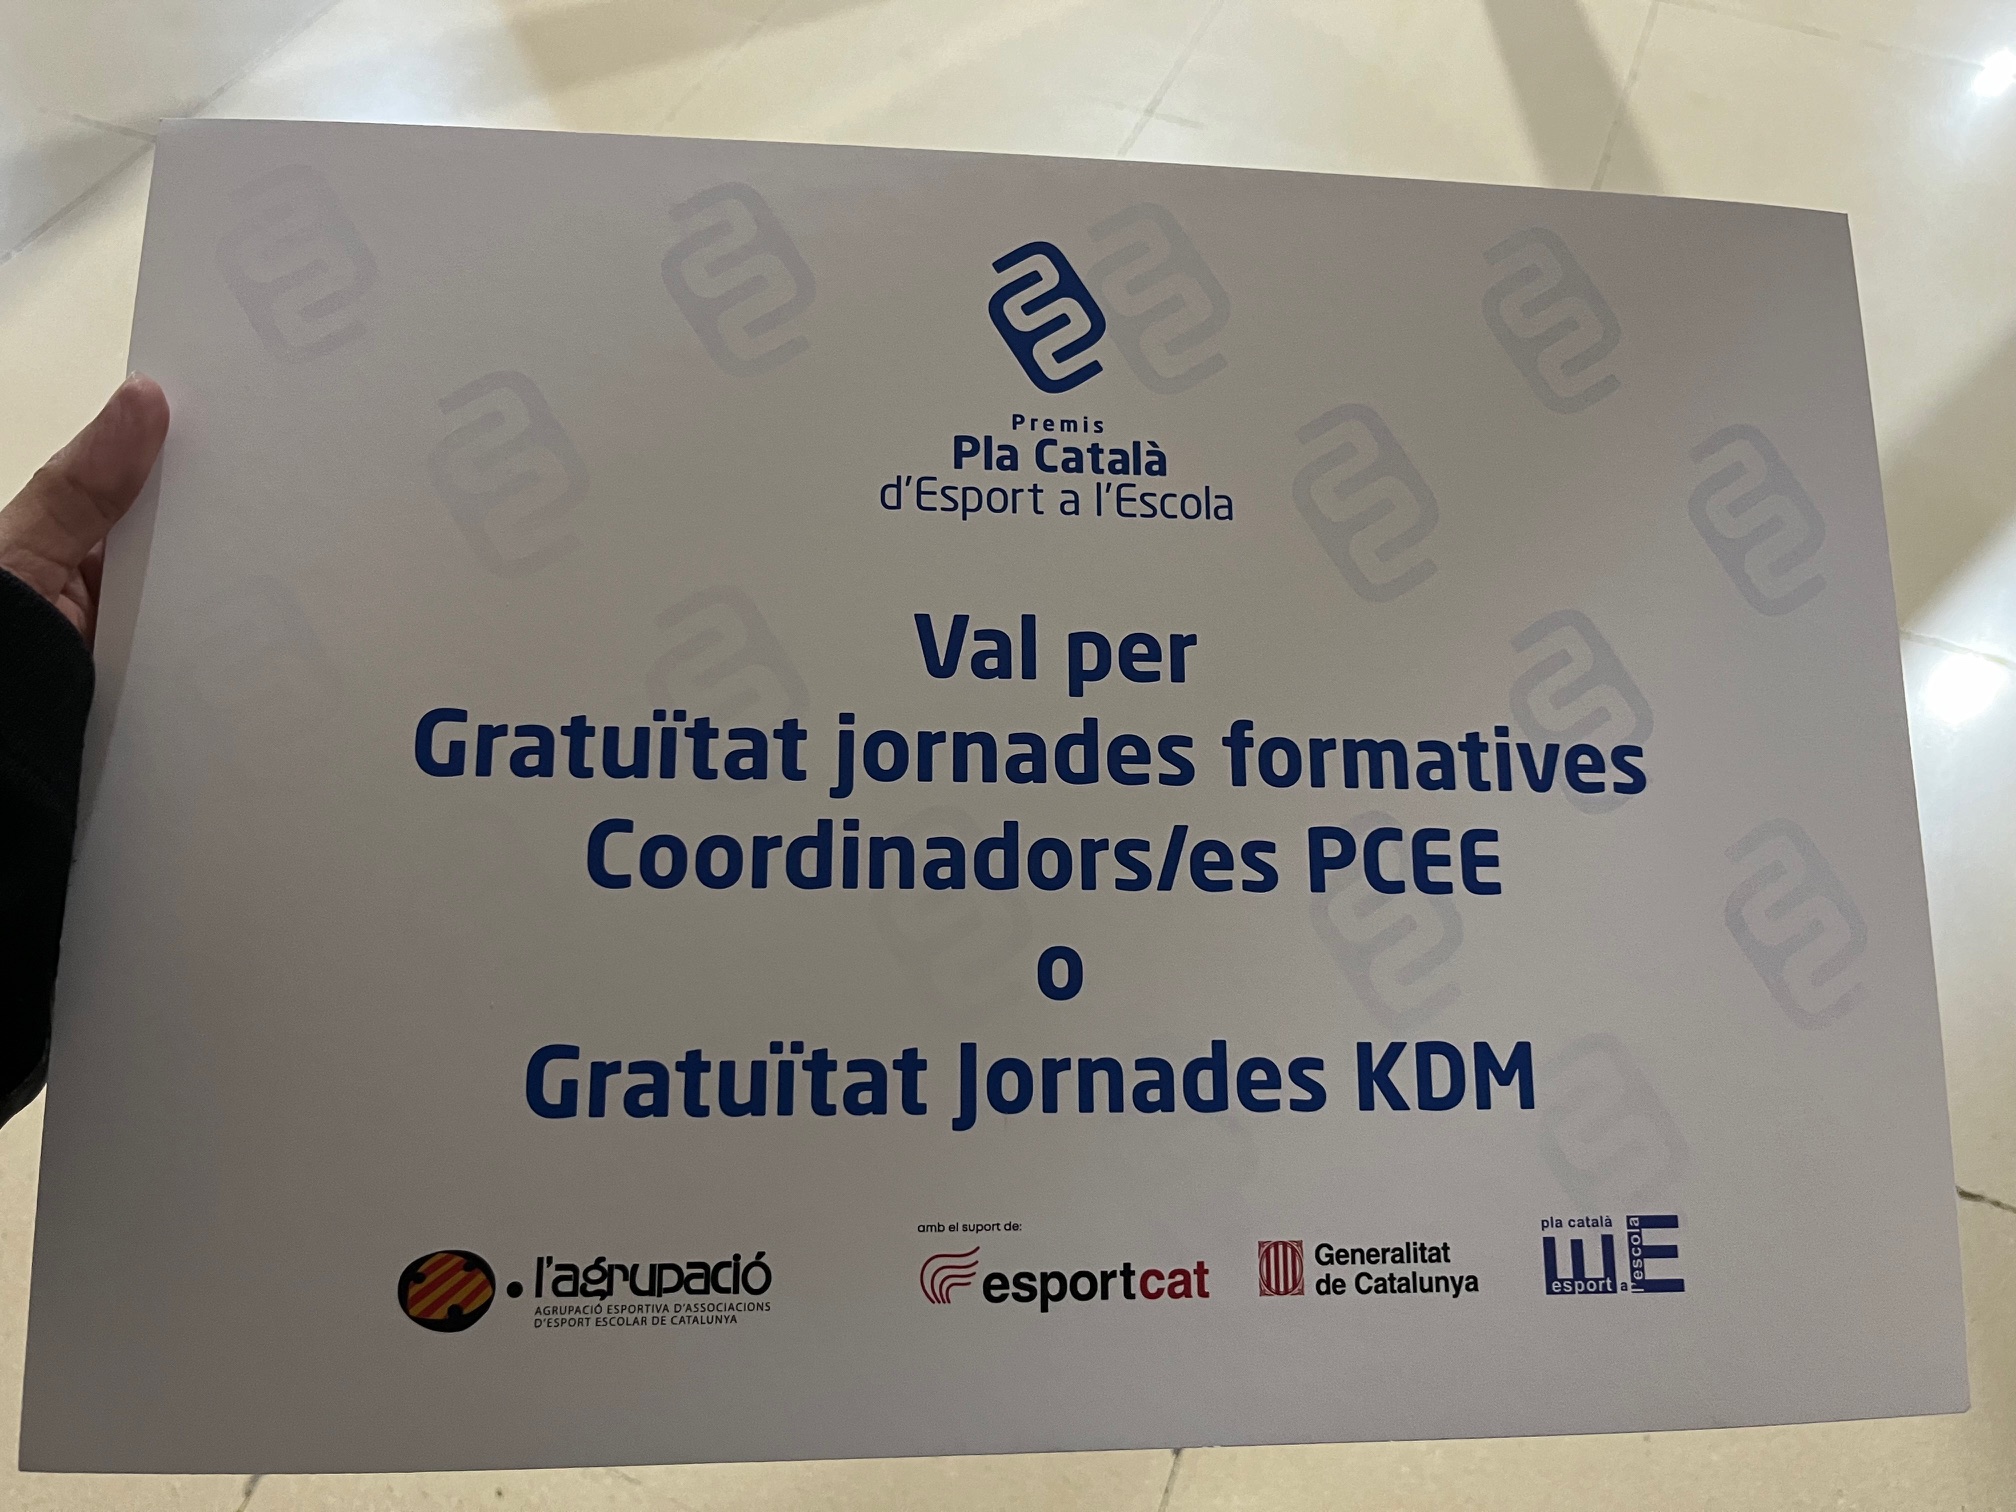 Premis
Pla Català
d'Esport a l'Escola
Val per
Gratuïtat jornades formatives
Coordinadors/es PCEE
o
Gratuïtat Jornades KDM
amb el suport de:
l'agrupació
AGRUPACIÓ ESPORTIVA D'ASSOCIACIONS
D'ESPORT ESCOLAR DE CATALUNYA
esportcat
Generalitat
de Catalunya
pla català
esport a
l'escola